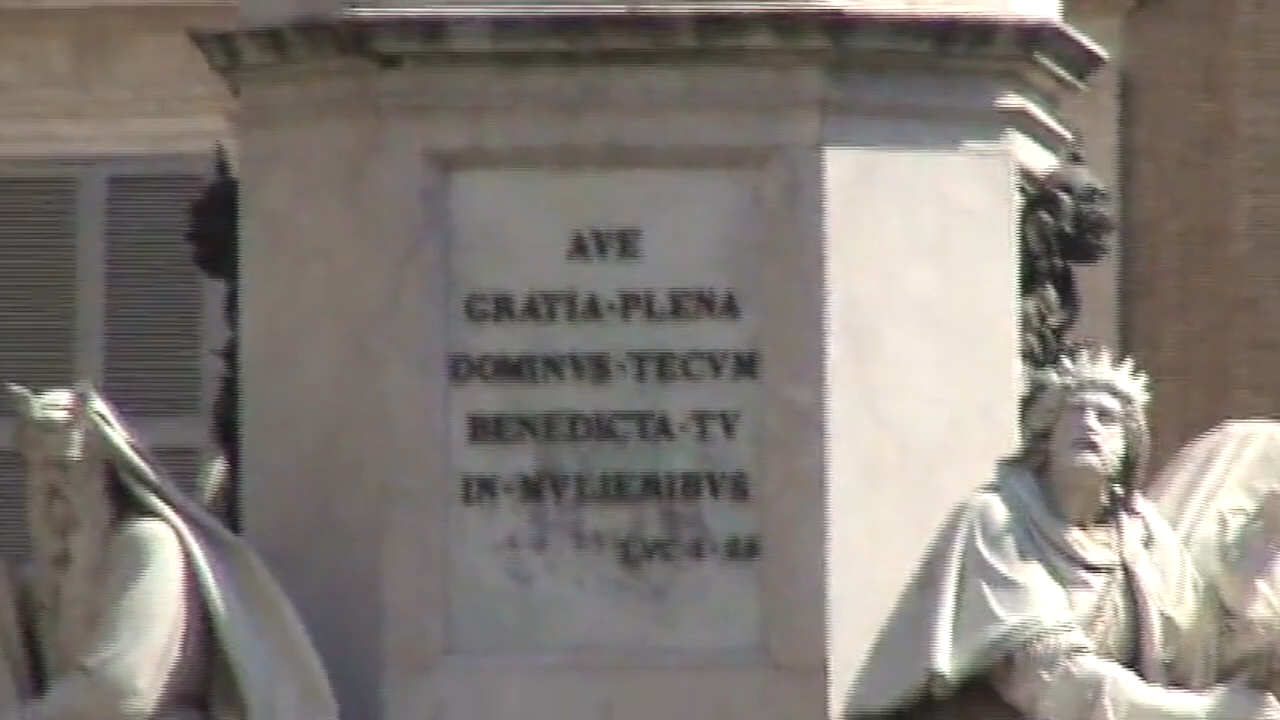 AVE
GRATIA·PLENA
DOMINVS·TECVM
BENEDICTA·TV
IN·MVLIERIBVS